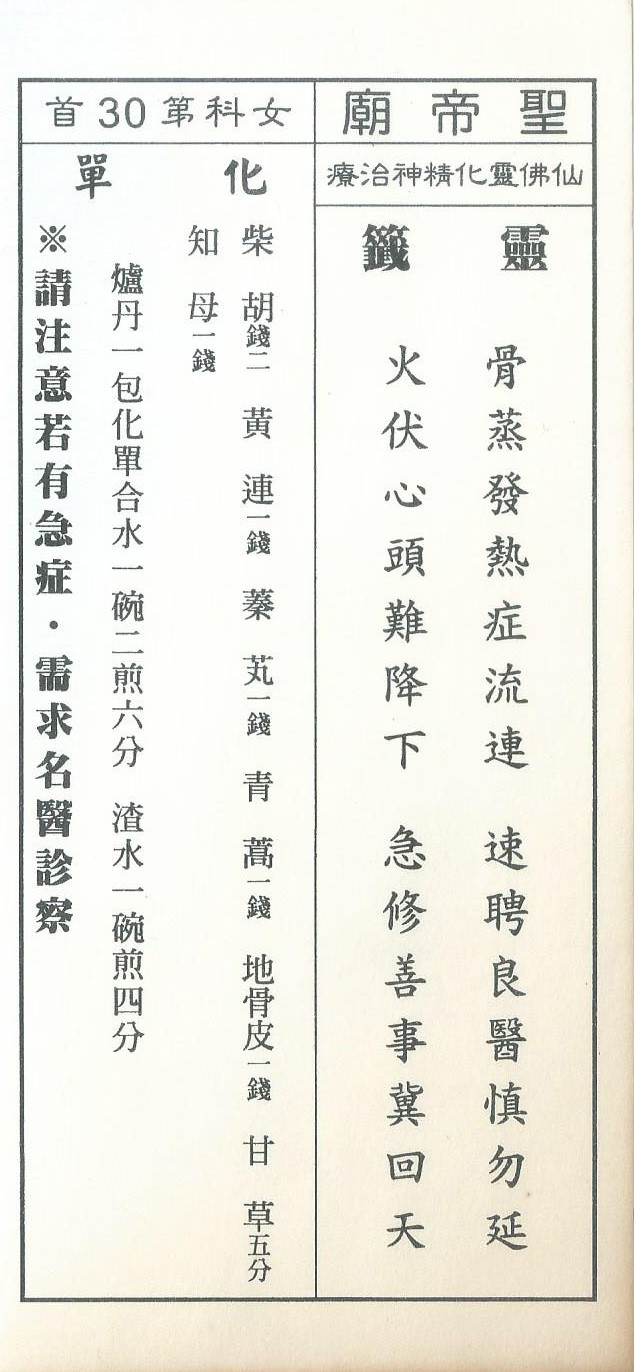 聖帝廟
仙佛靈化精神治療
靈籤
骨蒸發熱症流連　速聘良醫慎勿延
火伏心頭難降下　急修善事冀回天
女科第30首
化單
柴胡二錢　黃連一錢　蓁艽一錢　青蒿一錢　地骨皮一錢　甘草五分
知母一錢
爐丹一包化單合水一碗二煎六分　渣水一碗煎四分
※請注意若有急症・需求名醫診察